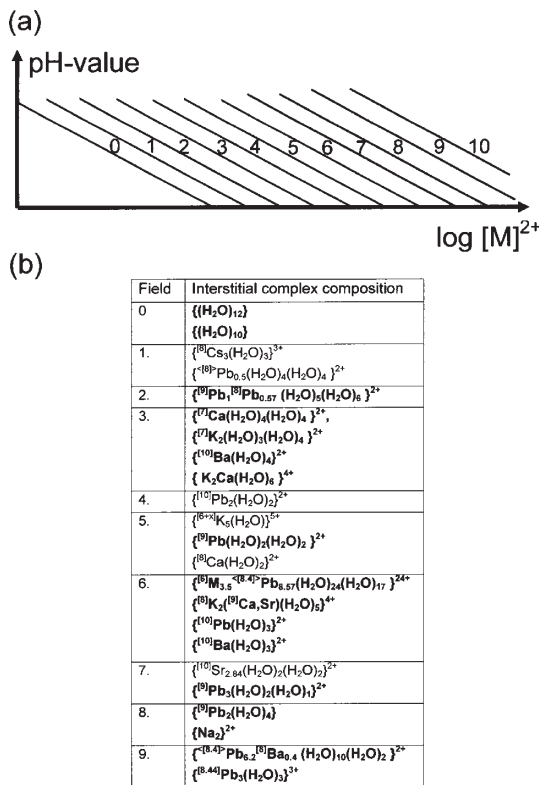 (a)
pH-value
0 1 2 3 4 5 6 7 8 9 10
log [M]²⁺
(b)
Field Interstitial complex composition
0 {(H₂O)₁₂}
{(H₂O)₁₀}
1. {[⁸]Cs₃(H₂O)₃}³⁺
{<[⁸]>Pb₀.₅(H₂O)₄(H₂O)₄ }²⁺
2. {[⁹]Pb₁[⁸]Pb₀.₅₇ (H₂O)₅(H₂O)₆ }²⁺
3. {[⁷]Ca(H₂O)₄(H₂O)₄ }²⁺,
{[⁷]K₂(H₂O)₃(H₂O)₄ }²⁺
{[¹⁰]Ba(H₂O)₄}²⁺
{ K₂Ca(H₂O)₆ }⁴⁺
4. {[¹⁰]Pb₂(H₂O)₂}²⁺
5. {[⁶⁺ˣ]K₅(H₂O)}⁵⁺
{[⁹]Pb(H₂O)₂(H₂O)₂ }²⁺
{[⁸]Ca(H₂O)₂}²⁺
6. {[⁶]M₃.₅<[⁸.⁴]>Pb₈.₅₇(H₂O)₂₄(H₂O)₁₇ }²⁴⁺
{[⁸]K₂([⁹]Ca,Sr)(H₂O)₅}⁴⁺
{[¹⁰]Pb(H₂O)₃}²⁺
{[¹⁰]Ba(H₂O)₃}²⁺
7. {[¹⁰]Sr₂.₈₄(H₂O)₂(H₂O)₂}²⁺
{[⁹]Pb₃(H₂O)₂(H₂O)₁}²⁺
8. {[⁹]Pb₂(H₂O)₄}
{Na₂}²⁺
9. {<[⁸.⁴]>Pb₆.₂[⁸]Ba₀.₄ (H₂O)₁₀(H₂O)₂ }²⁺
{[⁸.⁴⁴]Pb₃(H₂O)₃}³⁺